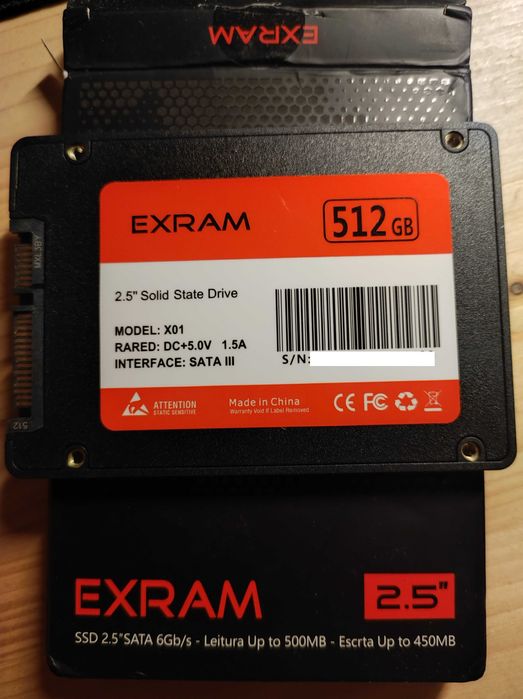 EXRAM
MXL3BY
512
EXRAM
512 GB
2.5" Solid State Drive
MODEL: X01
RARED: DC+5.0V 1.5A
INTERFACE: SATA III
S/N:
ATTENTION
STATIC SENSITIVE
Made in China
Warranty Void If Label Removed
CE FC
EXRAM
2.5"
SSD 2.5"SATA 6Gb/s - Leitura Up to 500MB - Escrta Up to 450MB